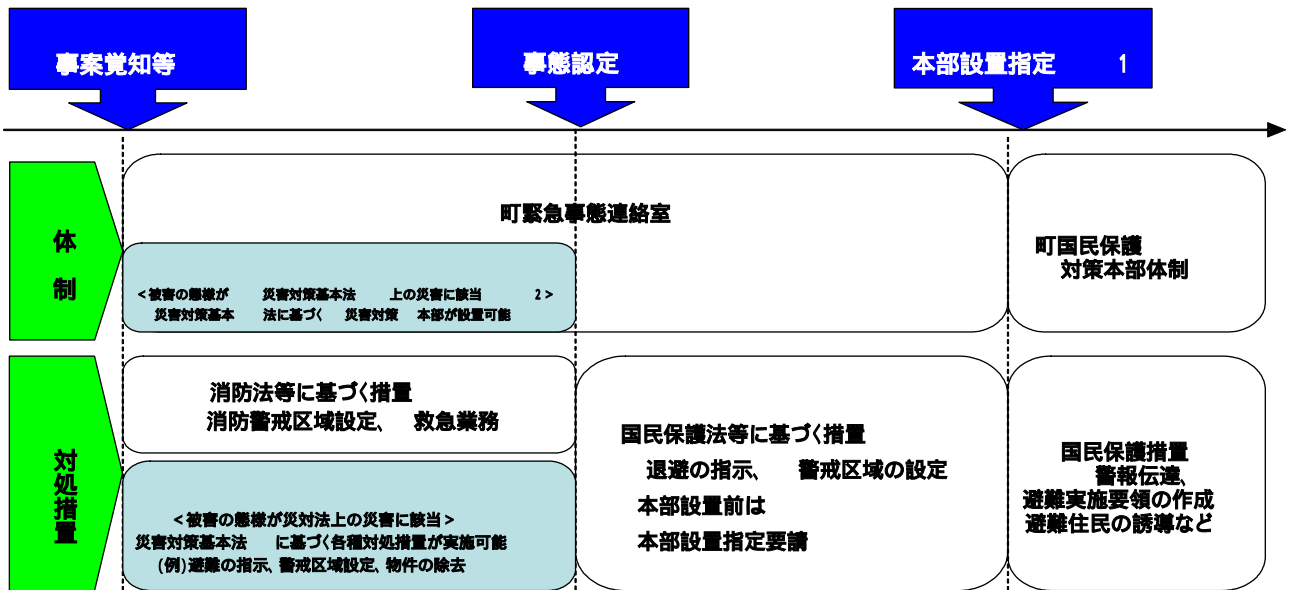 事案覚知等
事態認定
本部設置指定 1
体制
町緊急事態連絡室
<被害の態様が 災害対策基本法 上の災害に該当 2>
災害対策基本 法に基づく 災害対策 本部が設置可能
町国民保護
対策本部体制
対処措置
消防法等に基づく措置
消防警戒区域設定、 救急業務
<被害の態様が災対法上の災害に該当>
災害対策基本法 に基づく各種対処措置が実施可能
(例)避難の指示、警戒区域設定、物件の除去
国民保護法等に基づく措置
退避の指示、 警戒区域の設定
本部設置前は
本部設置指定要請
国民保護措置
警報伝達、
避難実施要領の作成
避難住民の誘導など